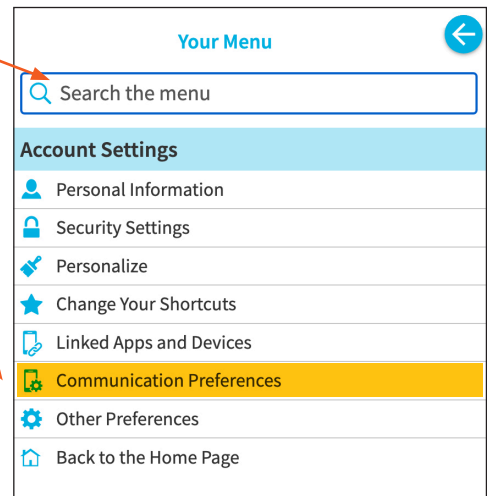 Your Menu
Search the menu
Account Settings
Personal Information
Security Settings
Personalize
Change Your Shortcuts
Linked Apps and Devices
Communication Preferences
Other Preferences
Back to the Home Page